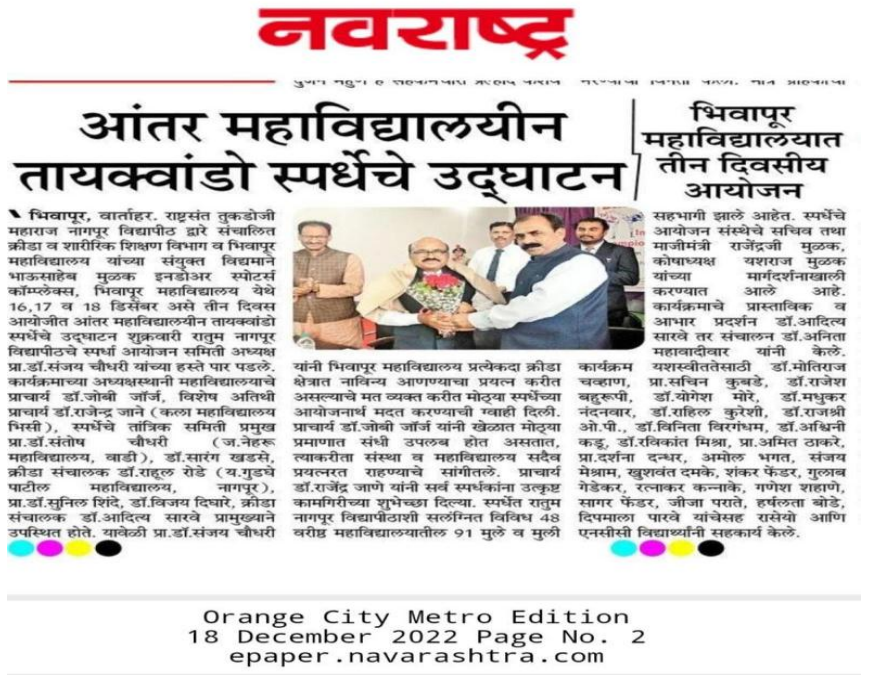 नवराष्ट्र
आंतर महाविद्यालयीन
तायक्वांडो स्पर्धेचे उद्घाटन
भिवापूर
महाविद्यालयात
तीन दिवसीय
आयोजन
भिवापूर, वार्ताहर. राष्ट्रसंत तुकडोजी
महाराज नागपूर विद्यापीठ द्वारे संचालित
क्रीडा व शारीरिक शिक्षण विभाग व भिवापूर
महाविद्यालय यांच्या संयुक्त विद्यमाने
भाऊसाहेब मुळक इनडोअर स्पोटर्स
कॉम्प्लेक्स, भिवापूर महाविद्यालय येथे
16,17 व 18 डिसेंबर असे तीन दिवस
आयोजीत आंतर महाविद्यालयीन तायक्वांडो
स्पर्धेचे उद्घाटन शुक्रवारी रातुम नागपूर
विद्यापीठचे स्पर्धा आयोजन समिती अध्यक्ष
प्रा.डॉ.संजय चौधरी यांच्या हस्ते पार पडले.
कार्यक्रमाच्या अध्यक्षस्थानी महाविद्यालयाचे
प्राचार्य डॉ.जोबी जॉर्ज, विशेष अतिथी
प्राचार्य डॉ.राजेन्द्र जाने (कला महाविद्यालय
भिसी), स्पर्धेचे तांत्रिक समिती प्रमुख
प्रा.डॉ.संतोष चौधरी (ज.नेहरू
महाविद्यालय, वाडी), डॉ.सारंग खडसे,
क्रीडा संचालक डॉ.राहूल रोडे (य.गुडघे
पाटील महाविद्यालय, नागपूर),
प्रा.डॉ.सुनिल शिंदे, डॉ.विजय दिघारे, क्रीडा
संचालक डॉ.आदित्य सारवे प्रामुख्याने
उपस्थित होते. यावेळी प्रा.डॉ.संजय चौधरी
यांनी भिवापूर महाविद्यालय प्रत्येकदा क्रीडा
क्षेत्रात नाविन्य आणण्याचा प्रयत्न करीत
असल्याचे मत व्यक्त करीत मोठ्या स्पर्धेच्या
आयोजनार्थ मदत करण्याची ग्वाही दिली.
प्राचार्य डॉ.जोबी जॉर्ज यांनी खेळात मोठ्या
प्रमाणात संधी उपलब होत असतात,
त्याकरीता संस्था व महाविद्यालय सदैव
प्रयत्नरत राहण्याचे सांगीतले. प्राचार्य
डॉ.राजेंद्र जाणे यांनी सर्व स्पर्धकांना उत्कृष्ट
कामगिरीच्या शुभेच्छा दिल्या. स्पर्धेत रातुम
नागपूर विद्यापीठाशी सलंग्नित विविध 48
वरीष्ठ महाविद्यालयातील 91 मुले व मुली
सहभागी झाले आहेत. स्पर्धेचे
आयोजन संस्थेचे सचिव तथा
माजीमंत्री राजेंद्रजी मुळक,
कोषाध्यक्ष यशराज मुळक
यांच्या मार्गदर्शनाखाली
करण्यात आले आहे.
कार्यक्रमाचे प्रास्ताविक व
आभार प्रदर्शन डॉ.आदित्य
सारवे तर संचालन डॉ.अनिता
महावादीवार यांनी केले.
कार्यक्रम यशस्वीततेसाठी डॉ.मोतिराज
चव्हाण, प्रा.सचिन कुबडे, डॉ.राजेश
बहुरूपी, डॉ.योगेश मोरे, डॉ.मधुकर
नंदनवार, डॉ.राहिल कुरेशी, डॉ.राजश्री
ओ.पी., डॉ.विनिता विरगंधम, डॉ.अश्विनी
कडू, डॉ.रविकांत मिश्रा, प्रा.अमित ठाकरे,
प्रा.दर्शना दन्धर, अमोल भगत, संजय
मेश्राम, खुशवंत दमके, शंकर फेंडर, गुलाब
गेडेकर, रत्नाकर कन्नाके, गणेश शहाणे,
सागर फेंडर, जीजा पराते, हर्षलता बोडे,
दिपमाला पारवे यांचेसह रासेयो आणि
एनसीसी विद्यार्थ्यांनी सहकार्य केले.
Orange City Metro Edition
18 December 2022 Page No. 2
epaper.navarashtra.com